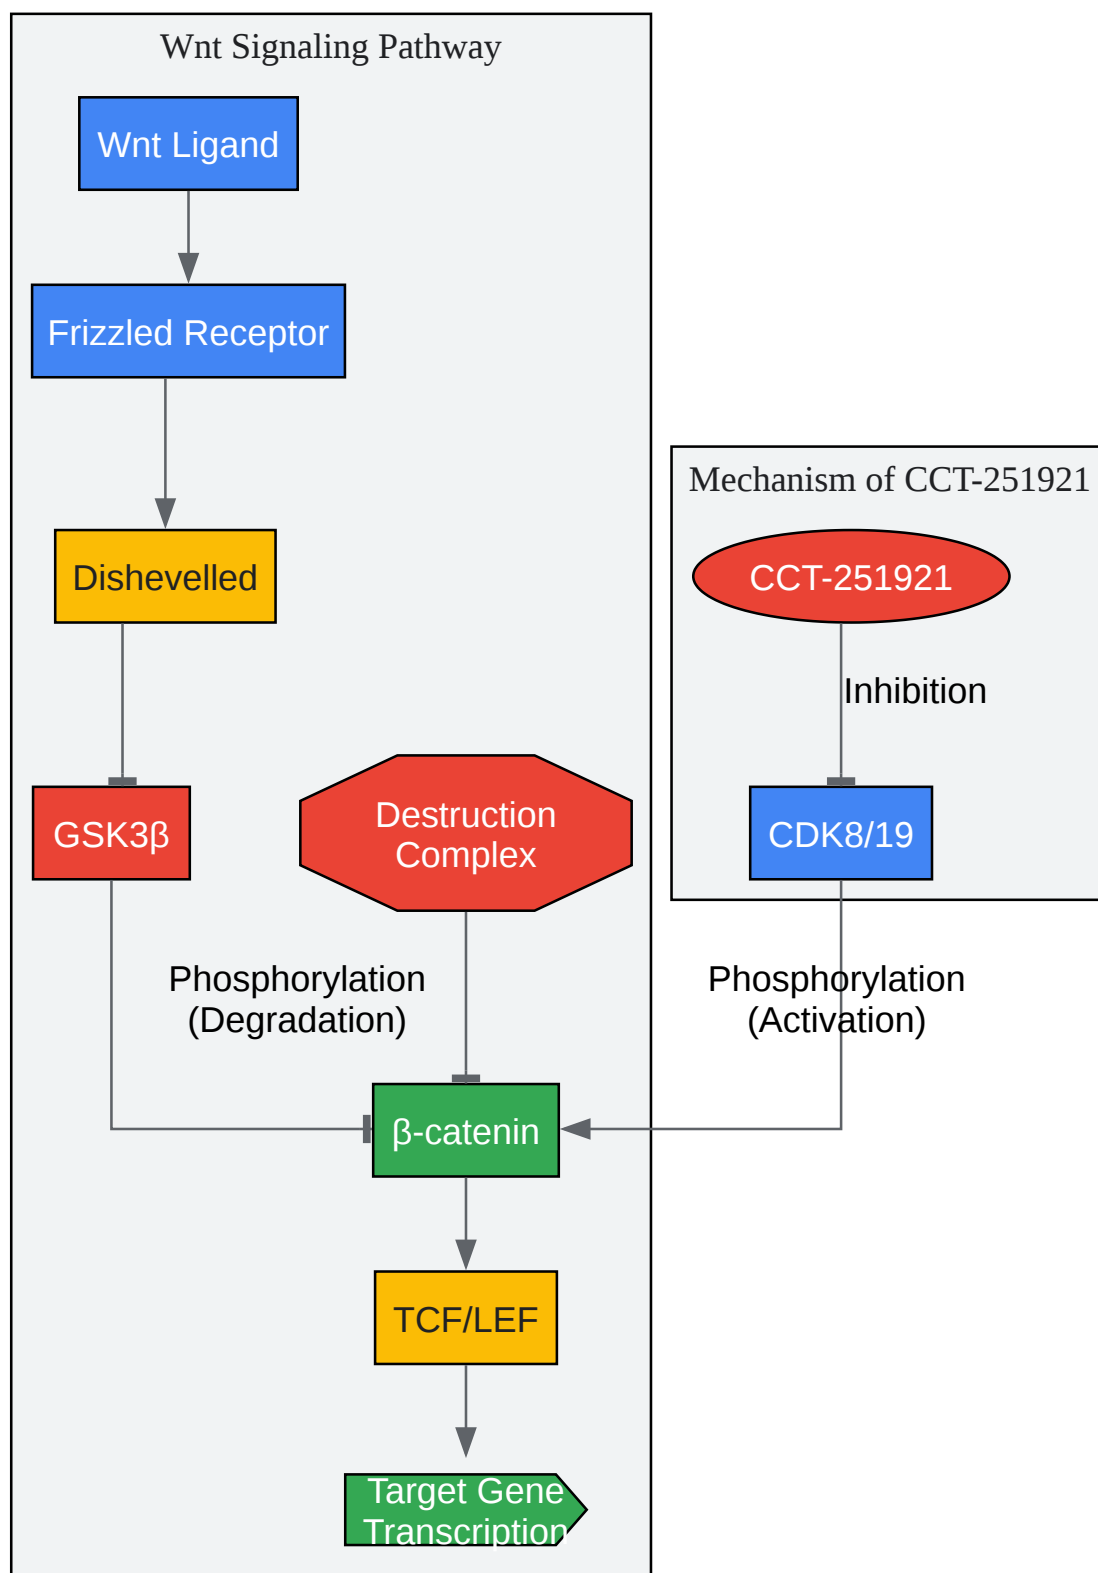 Wnt Signaling Pathway
Wnt Ligand
Frizzled Receptor
Dishevelled
GSK3β
Destruction
Complex
Phosphorylation
(Degradation)
β-catenin
TCF/LEF
Target Gene
Transcription
Mechanism of CCT-251921
CCT-251921
Inhibition
CDK8/19
Phosphorylation
(Activation)